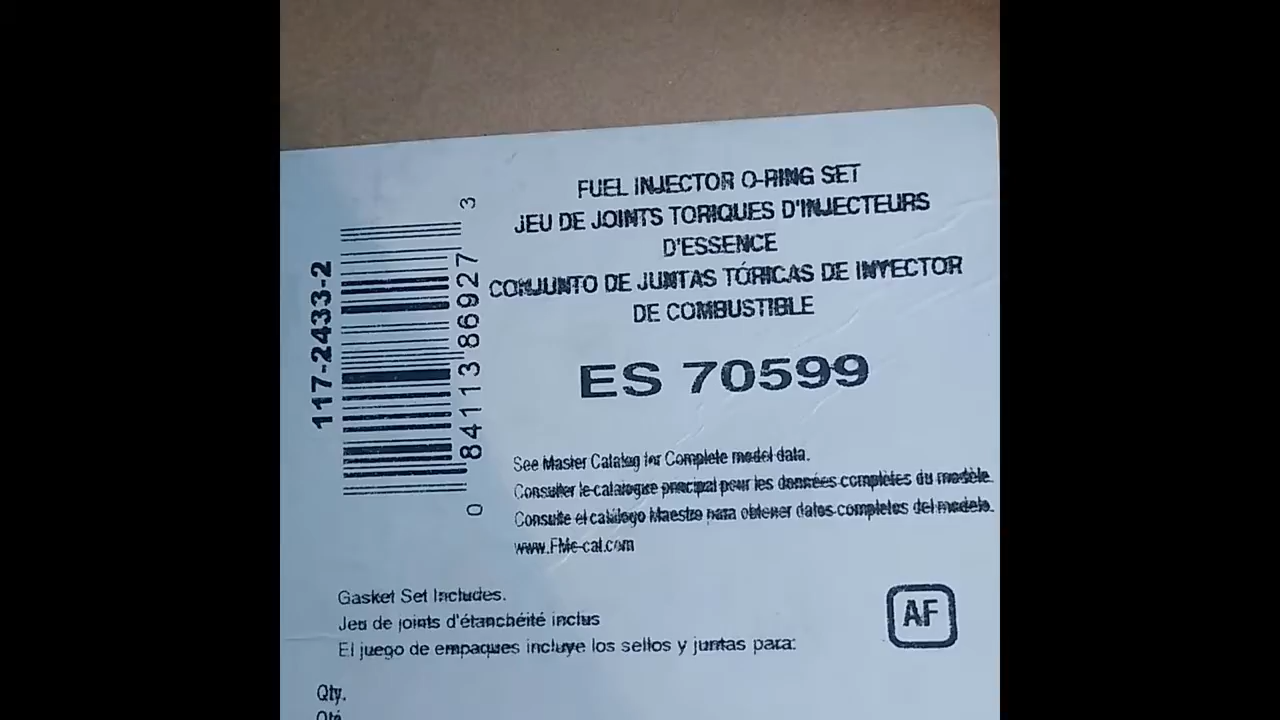 FUEL INJECTOR O-RING SET
JEU DE JOINTS TORIQUES D'INJECTEURS
D'ESSENCE
CONJUNTO DE JUNTAS TÓRICAS DE INYECTOR
DE COMBUSTIBLE
117-2433-2
0 84113 86927 3
ES 70599
See Master Catalog for Complete model data.
Consulter le catalogue principal pour les données complètes du modèle.
Consulte el catálogo Maestro para obtener datos completos del modelo.
www.FMe-cat.com
Gasket Set Includes.
Jeu de joints d'étanchéité inclus
El juego de empaques incluye los sellos y juntas para:
AF
Qty.
Qté